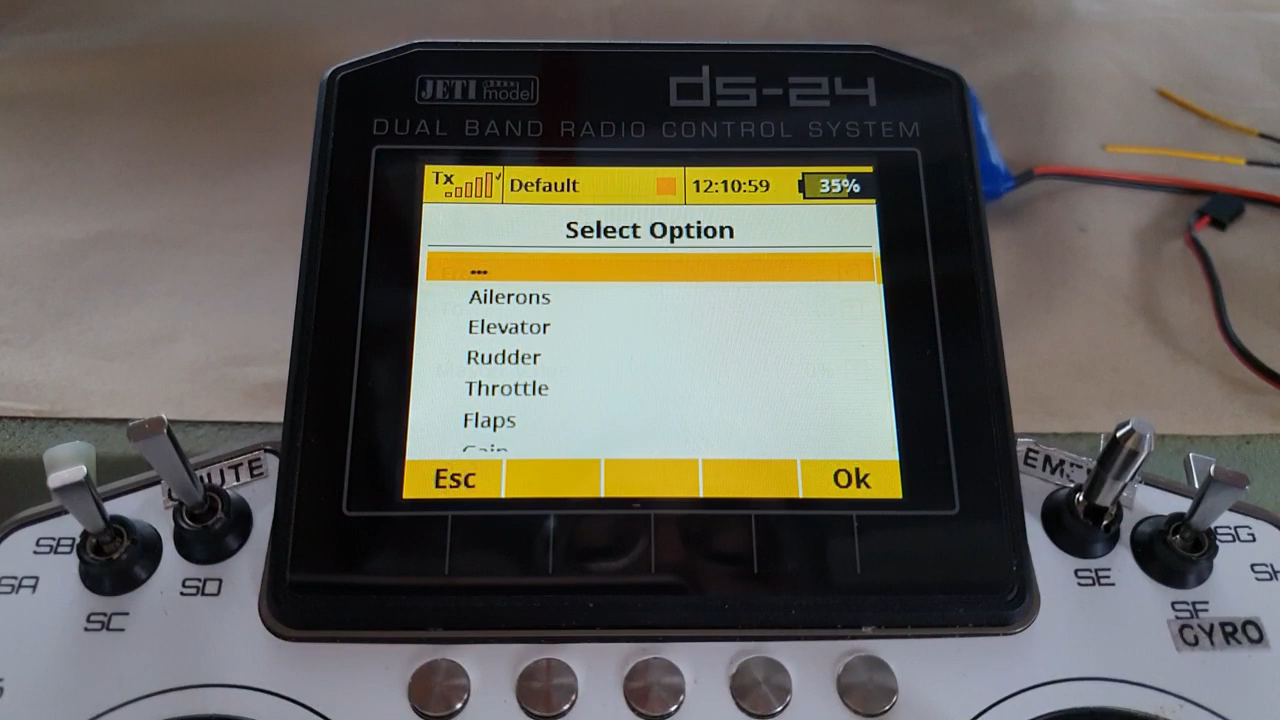 JETI model
ds-24
DUAL BAND RADIO CONTROL SYSTEM
Tx Default 12:10:59 35%
Select Option
...
Ailerons
Elevator
Rudder
Throttle
Flaps
Gain
Esc Ok
SB
SA
SC
SD
SE
SG
SF
GYRO